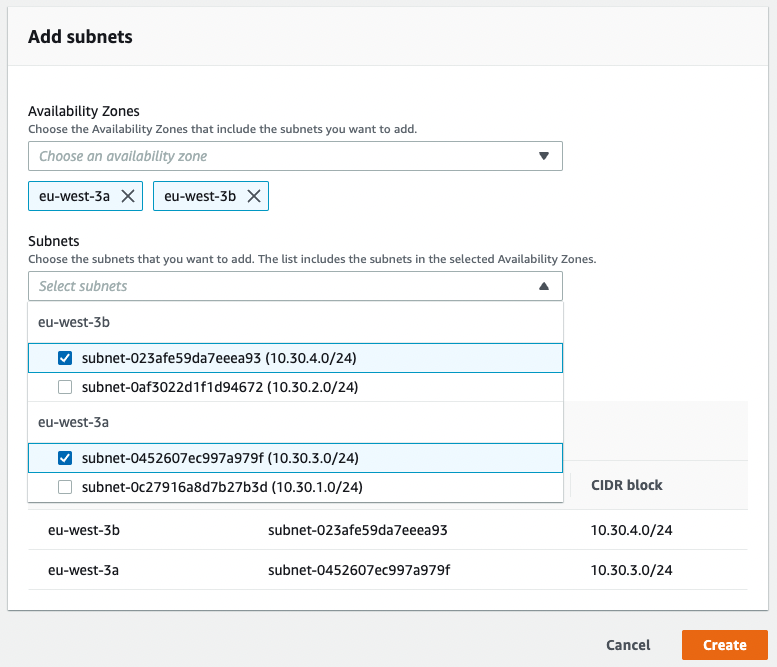 Add subnets
Availability Zones
Choose the Availability Zones that include the subnets you want to add.
Choose an availability zone
eu-west-3a eu-west-3b
Subnets
Choose the subnets that you want to add. The list includes the subnets in the selected Availability Zones.
Select subnets
eu-west-3b
subnet-023afe59da7eeea93 (10.30.4.0/24)
subnet-0af3022d1f1d94672 (10.30.2.0/24)
eu-west-3a
subnet-0452607ec997a979f (10.30.3.0/24)
subnet-0c27916a8d7b27b3d (10.30.1.0/24)
CIDR block
eu-west-3b subnet-023afe59da7eeea93 10.30.4.0/24
eu-west-3a subnet-0452607ec997a979f 10.30.3.0/24
Cancel Create